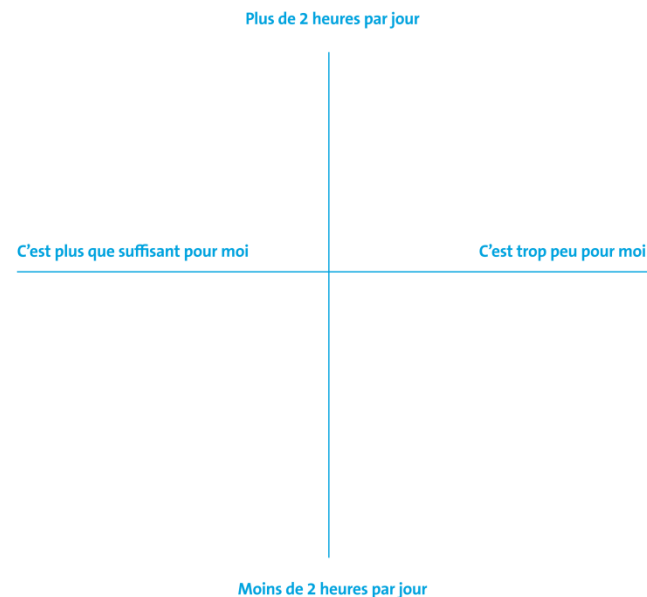 Plus de 2 heures par jour
C’est plus que suffisant pour moi
C’est trop peu pour moi
Moins de 2 heures par jour